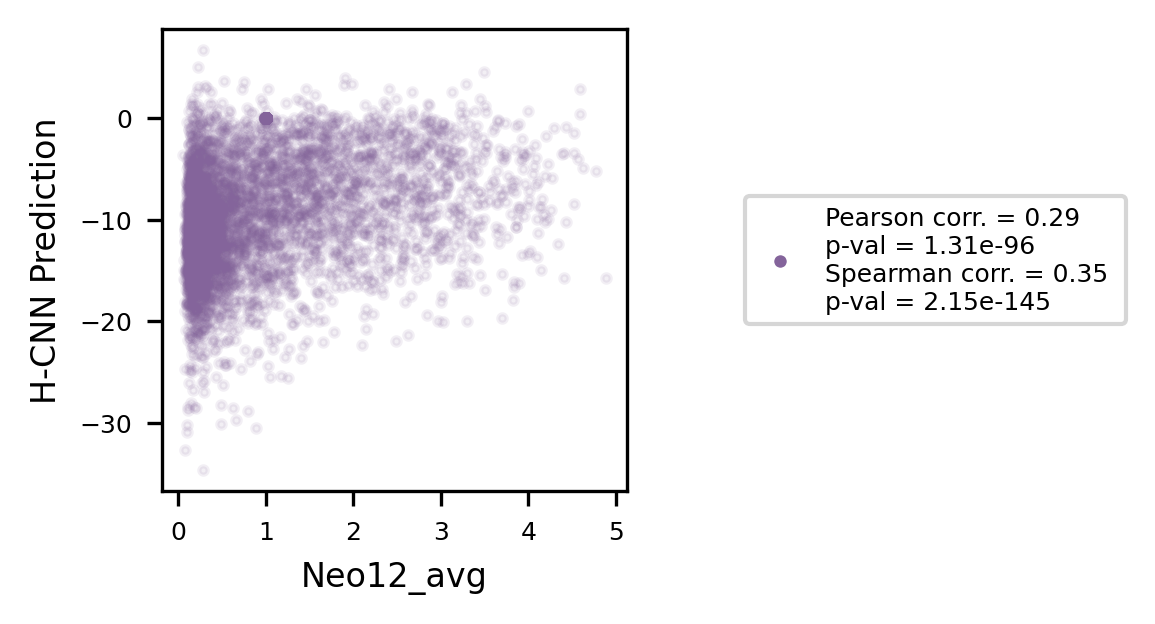 H-CNN Prediction
0
−10
−20
−30
0 1 2 3 4 5
Neo12_avg
Pearson corr. = 0.29
p-val = 1.31e-96
Spearman corr. = 0.35
p-val = 2.15e-145